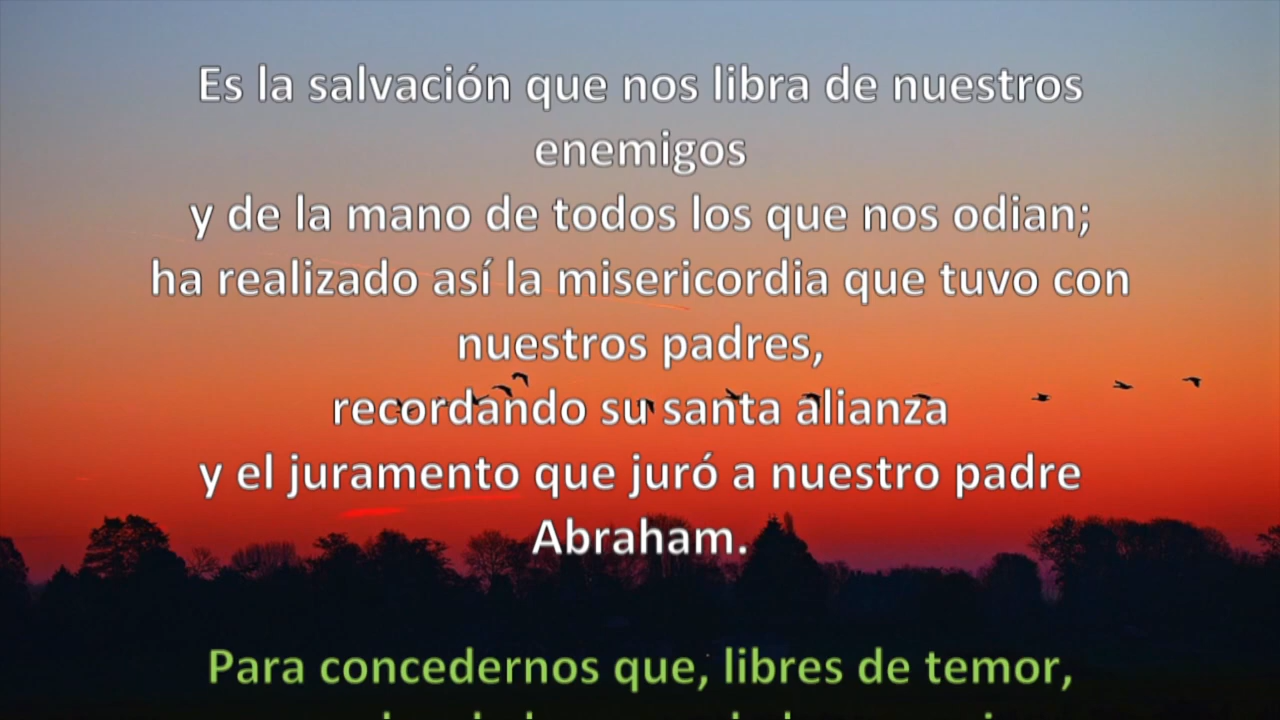 Es la salvación que nos libra de nuestros
enemigos
y de la mano de todos los que nos odian;
ha realizado así la misericordia que tuvo con
nuestros padres,
recordando su santa alianza
y el juramento que juró a nuestro padre
Abraham.
Para concedernos que, libres de temor,